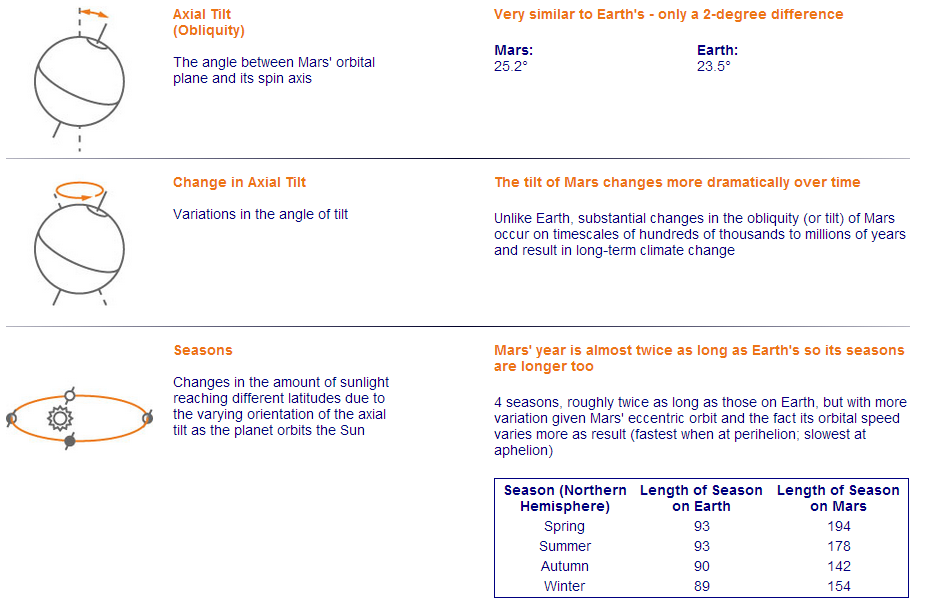 Axial Tilt
(Obliquity)
The angle between Mars' orbital
plane and its spin axis
Very similar to Earth's - only a 2-degree difference
Mars: Earth:
25.2° 23.5°
Change in Axial Tilt
Variations in the angle of tilt
The tilt of Mars changes more dramatically over time
Unlike Earth, substantial changes in the obliquity (or tilt) of Mars
occur on timescales of hundreds of thousands to millions of years
and result in long-term climate change
Seasons
Changes in the amount of sunlight
reaching different latitudes due to
the varying orientation of the axial
tilt as the planet orbits the Sun
Mars' year is almost twice as long as Earth's so its seasons
are longer too
4 seasons, roughly twice as long as those on Earth, but with more
variation given Mars' eccentric orbit and the fact its orbital speed
varies more as result (fastest when at perihelion; slowest at
aphelion)
Season (Northern Length of Season Length of Season
Hemisphere) on Earth on Mars
Spring 93 194
Summer 93 178
Autumn 90 142
Winter 89 154